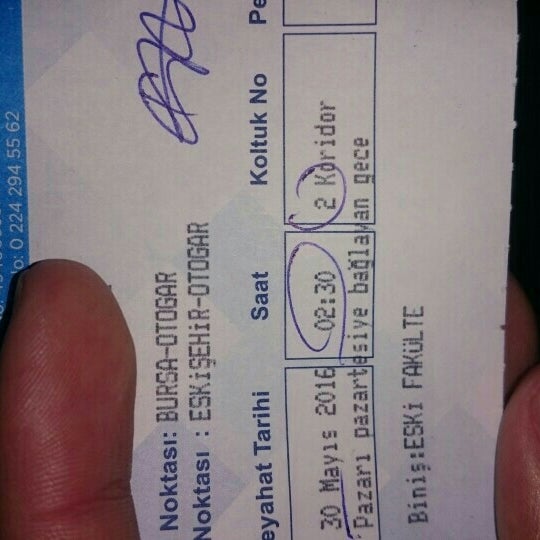 o: 0 224 294 55 62
Noktası: BURSA-OTOGAR
Noktası : ESKİŞEHİR-OTOGAR
eyahat Tarihi Saat Koltuk No Pe
30 Mayıs 2016 02:30 2 Koridor
Pazarı pazartesiye bağlayan gece
Biniş:ESKİ FAKÜLTE